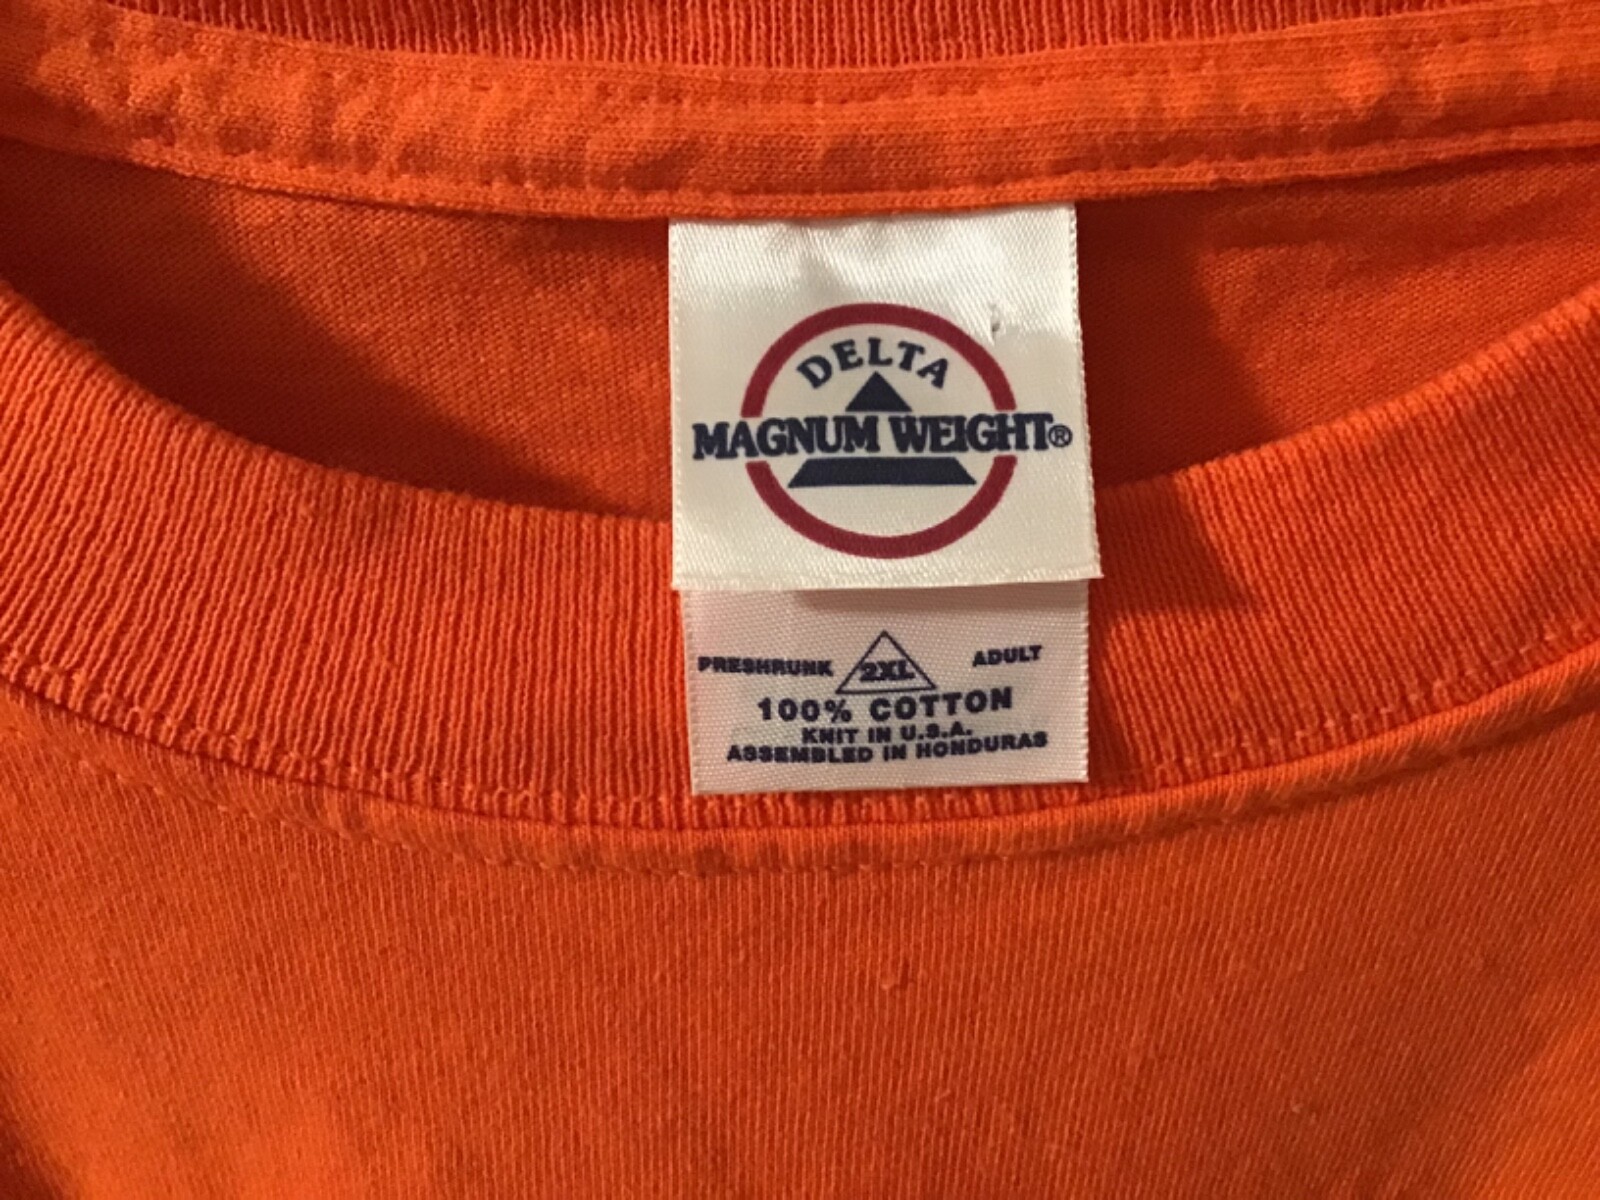 DELTA
MAGNUM WEIGHT®
PRESHRUNK 2XL ADULT
100% COTTON
KNIT IN U.S.A.
ASSEMBLED IN HONDURAS